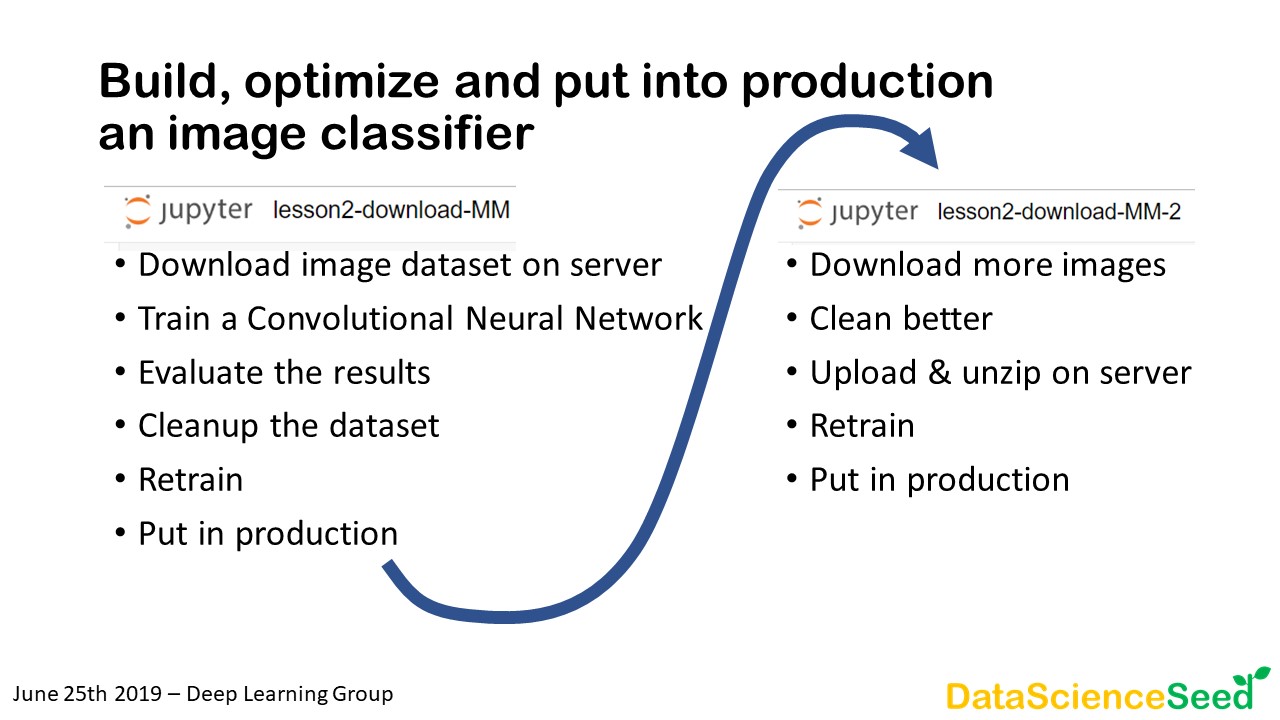 Build, optimize and put into production
an image classifier
jupyter lesson2-download-MM
• Download image dataset on server
• Train a Convolutional Neural Network
• Evaluate the results
• Cleanup the dataset
• Retrain
• Put in production
jupyter lesson2-download-MM-2
• Download more images
• Clean better
• Upload & unzip on server
• Retrain
• Put in production
June 25th 2019 – Deep Learning Group
DataScienceSeed